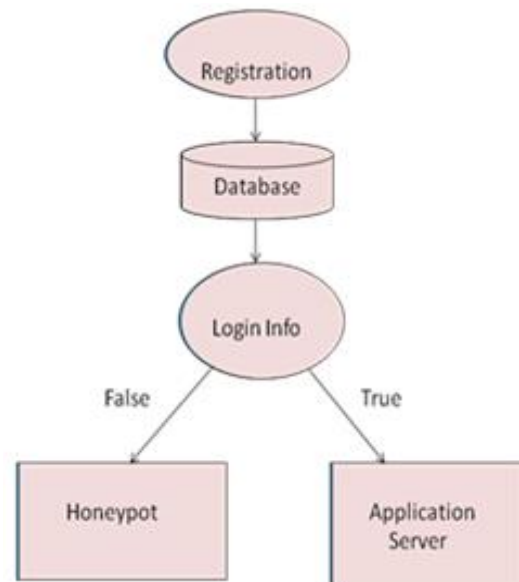 Registration
Database
Login Info
False
True
Honeypot
Application
Server